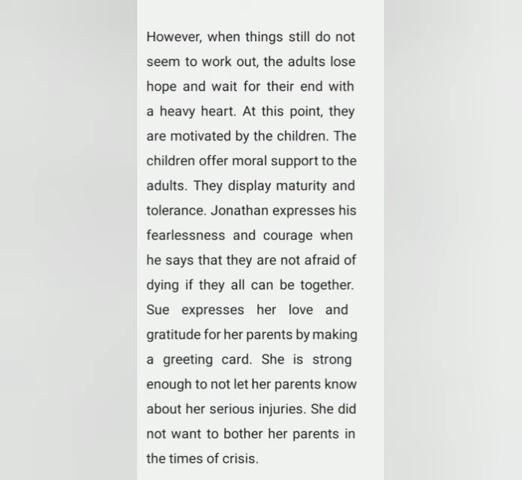 However, when things still do not
seem to work out, the adults lose
hope and wait for their end with
a heavy heart. At this point, they
are motivated by the children. The
children offer moral support to the
adults. They display maturity and
tolerance. Jonathan expresses his
fearlessness and courage when
he says that they are not afraid of
dying if they all can be together.
Sue expresses her love and
gratitude for her parents by making
a greeting card. She is strong
enough to not let her parents know
about her serious injuries. She did
not want to bother her parents in
the times of crisis.